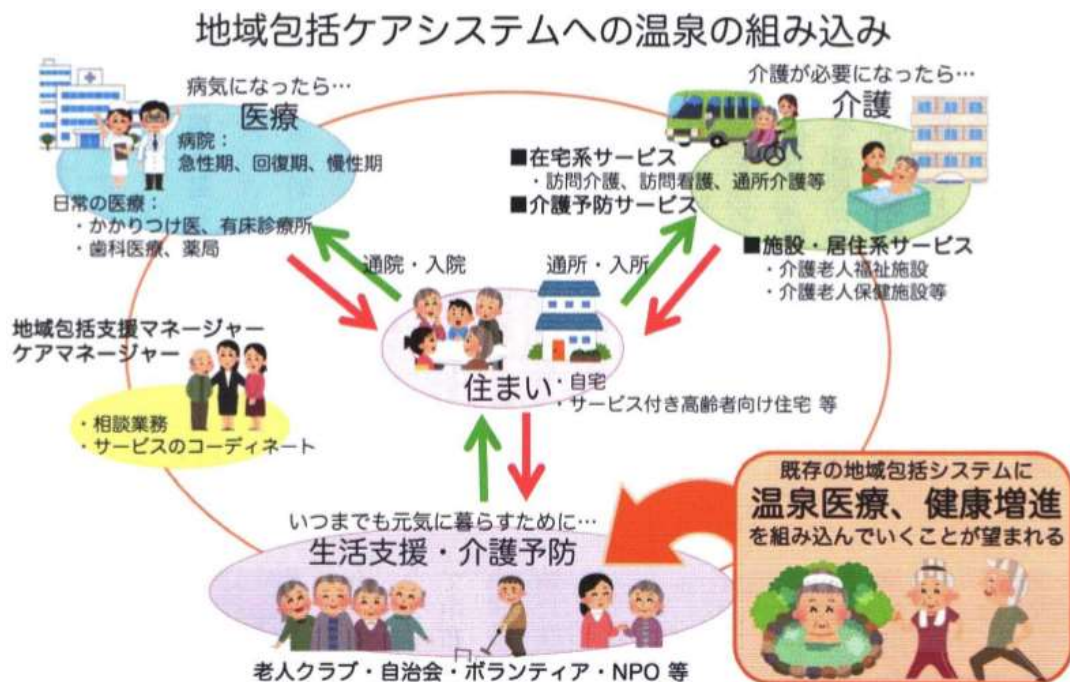 地域包括ケアシステムへの温泉の組み込み
病気になったら…
医療
病院：
急性期、回復期、慢性期
日常の医療：
・かかりつけ医、有床診療所
・歯科医療、薬局
介護が必要になったら…
介護
■在宅系サービス
・訪問介護、訪問看護、通所介護等
■介護予防サービス
■施設・居住系サービス
・介護老人福祉施設
・介護老人保健施設等
通院・入院
通所・入所
地域包括支援マネージャー
ケアマネージャー
・相談業務
・サービスのコーディネート
住まい
・自宅
・サービス付き高齢者向け住宅 等
いつまでも元気に暮らすために…
生活支援・介護予防
老人クラブ・自治会・ボランティア・NPO 等
既存の地域包括システムに
温泉医療、健康増進
を組み込んでいくことが望まれる